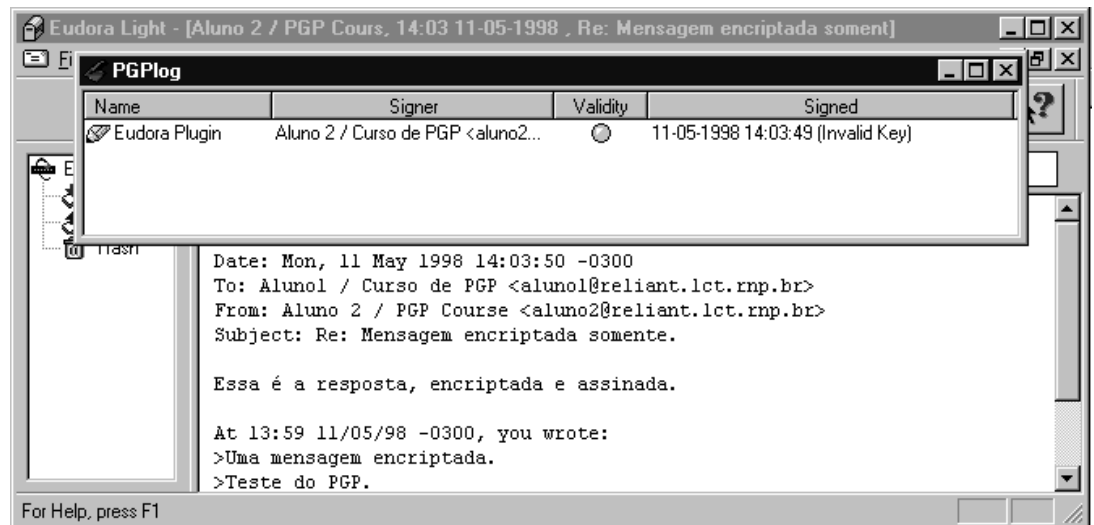 Eudora Light - [Aluno 2 / PGP Cours, 14:03 11-05-1998 , Re: Mensagem encriptada soment]
PGPlog
Name Signer Validity Signed
Eudora Plugin Aluno 2 / Curso de PGP <aluno2... 11-05-1998 14:03:49 (Invalid Key)
Trash
Date: Mon, 11 May 1998 14:03:50 -0300
To: Aluno1 / Curso de PGP <aluno1@reliant.lct.rnp.br>
From: Aluno 2 / PGP Course <aluno2@reliant.lct.rnp.br>
Subject: Re: Mensagem encriptada somente.
Essa é a resposta, encriptada e assinada.
At 13:59 11/05/98 -0300, you wrote:
>Uma mensagem encriptada.
>Teste do PGP.
For Help, press F1